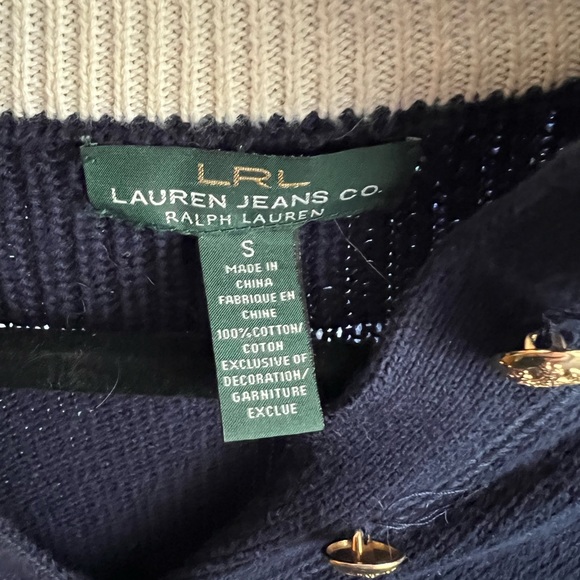 LRL
LAUREN JEANS CO.
RALPH LAUREN
S
MADE IN
CHINA
FABRIQUE EN
CHINE
100%COTTON/
COTON
EXCLUSIVE OF
DECORATION/
GARNITURE
EXCLUE